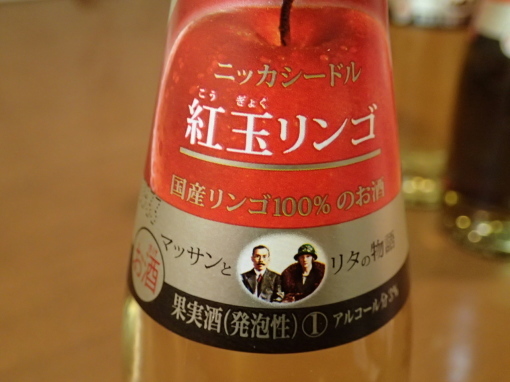 ニッカシードル
こう ぎょく
紅玉リンゴ
国産リンゴ100%のお酒
マッサンと リタの物語
お酒
果実酒(発泡性)① アルコール分3%